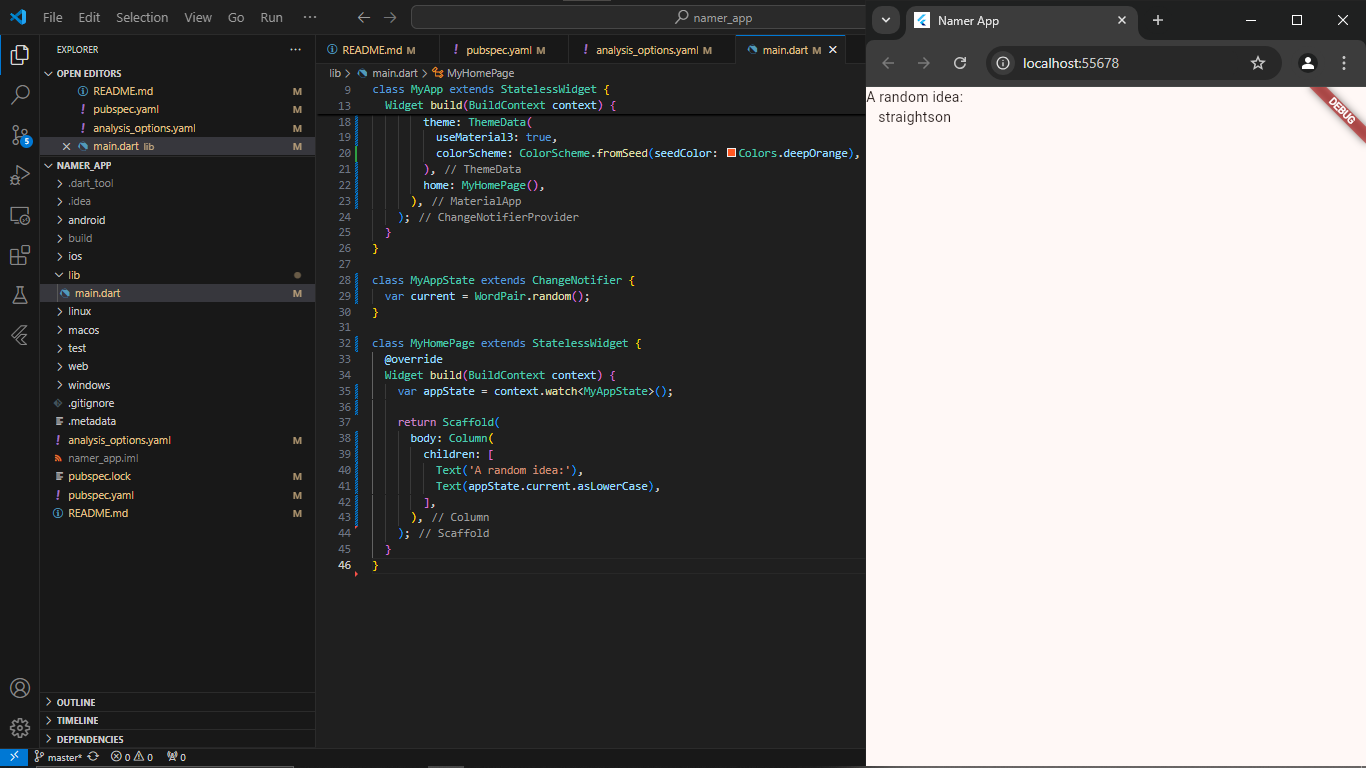 File Edit Selection View Go Run ···
namer_app
EXPLORER ···
OPEN EDITORS
README.md M
pubspec.yaml M
analysis_options.yaml M
main.dart lib M
NAMER_APP
.dart_tool
.idea
android
build
ios
lib
main.dart M
linux
macos
test
web
windows
.gitignore
.metadata
analysis_options.yaml M
namer_app.iml
pubspec.lock M
pubspec.yaml M
README.md M
OUTLINE
TIMELINE
DEPENDENCIES
5
master* 0 0 0
README.md M pubspec.yaml M analysis_options.yaml M main.dart M
lib > main.dart > MyHomePage
9 class MyApp extends StatelessWidget {
13 Widget build(BuildContext context) {
18 theme: ThemeData(
19 useMaterial3: true,
20 colorScheme: ColorScheme.fromSeed(seedColor: Colors.deepOrange),
21 ), // ThemeData
22 home: MyHomePage(),
23 ), // MaterialApp
24 ); // ChangeNotifierProvider
25 }
26 }
27
28 class MyAppState extends ChangeNotifier {
29 var current = WordPair.random();
30 }
31
32 class MyHomePage extends StatelessWidget {
33 @override
34 Widget build(BuildContext context) {
35 var appState = context.watch<MyAppState>();
36
37 return Scaffold(
38 body: Column(
39 children: [
40 Text('A random idea:'),
41 Text(appState.current.asLowerCase),
42 ],
43 ), // Column
44 ); // Scaffold
45 }
46 }
Namer App
localhost:55678
A random idea:
straightson
DEBUG